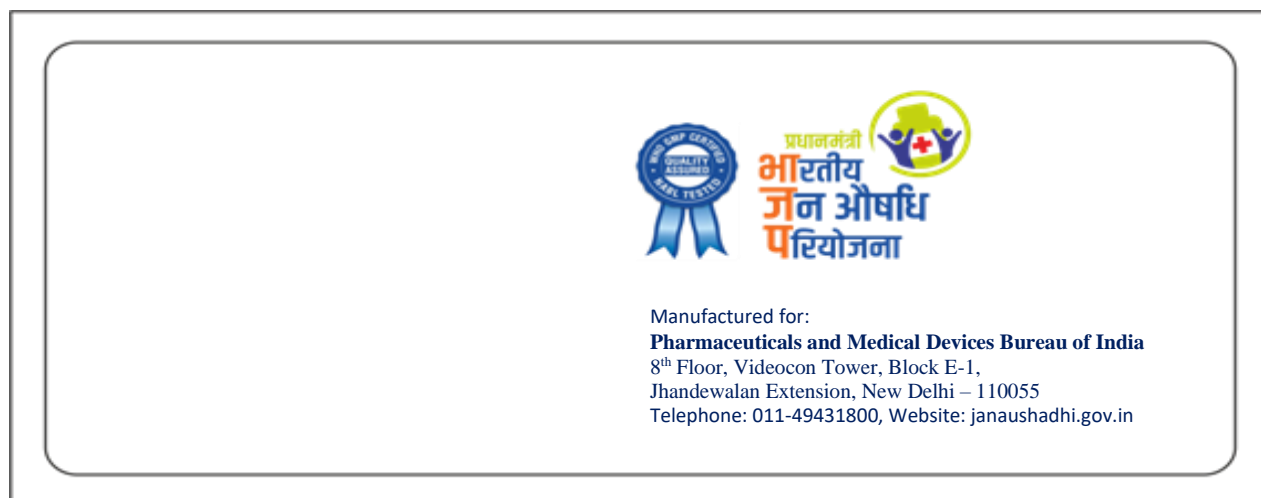 WHO GMP CERTIFIED
QUALITY
ASSURED
NABL TESTED
प्रधानमंत्री
भारतीय
जन औषधि
परियोजना
Manufactured for:
Pharmaceuticals and Medical Devices Bureau of India
8th Floor, Videocon Tower, Block E-1,
Jhandewalan Extension, New Delhi – 110055
Telephone: 011-49431800, Website: janaushadhi.gov.in